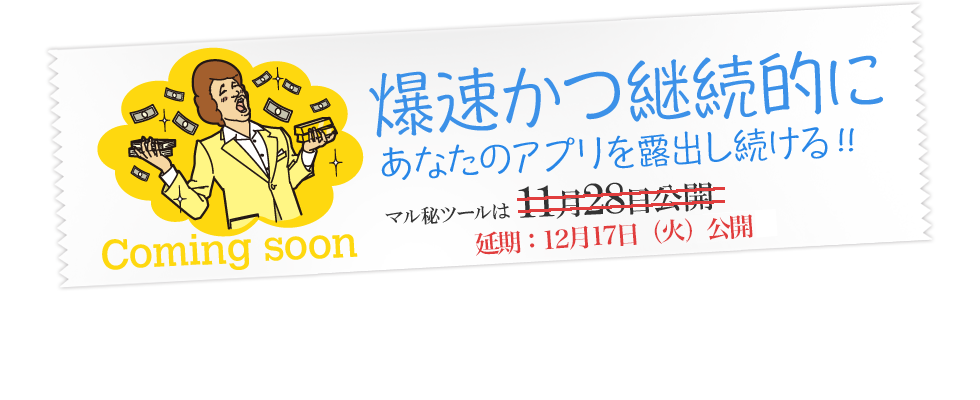 爆速かつ継続的に
あなたのアプリを露出し続ける!!
マル秘ツールは 11月28日公開
延期：12月17日（火）公開
Coming soon